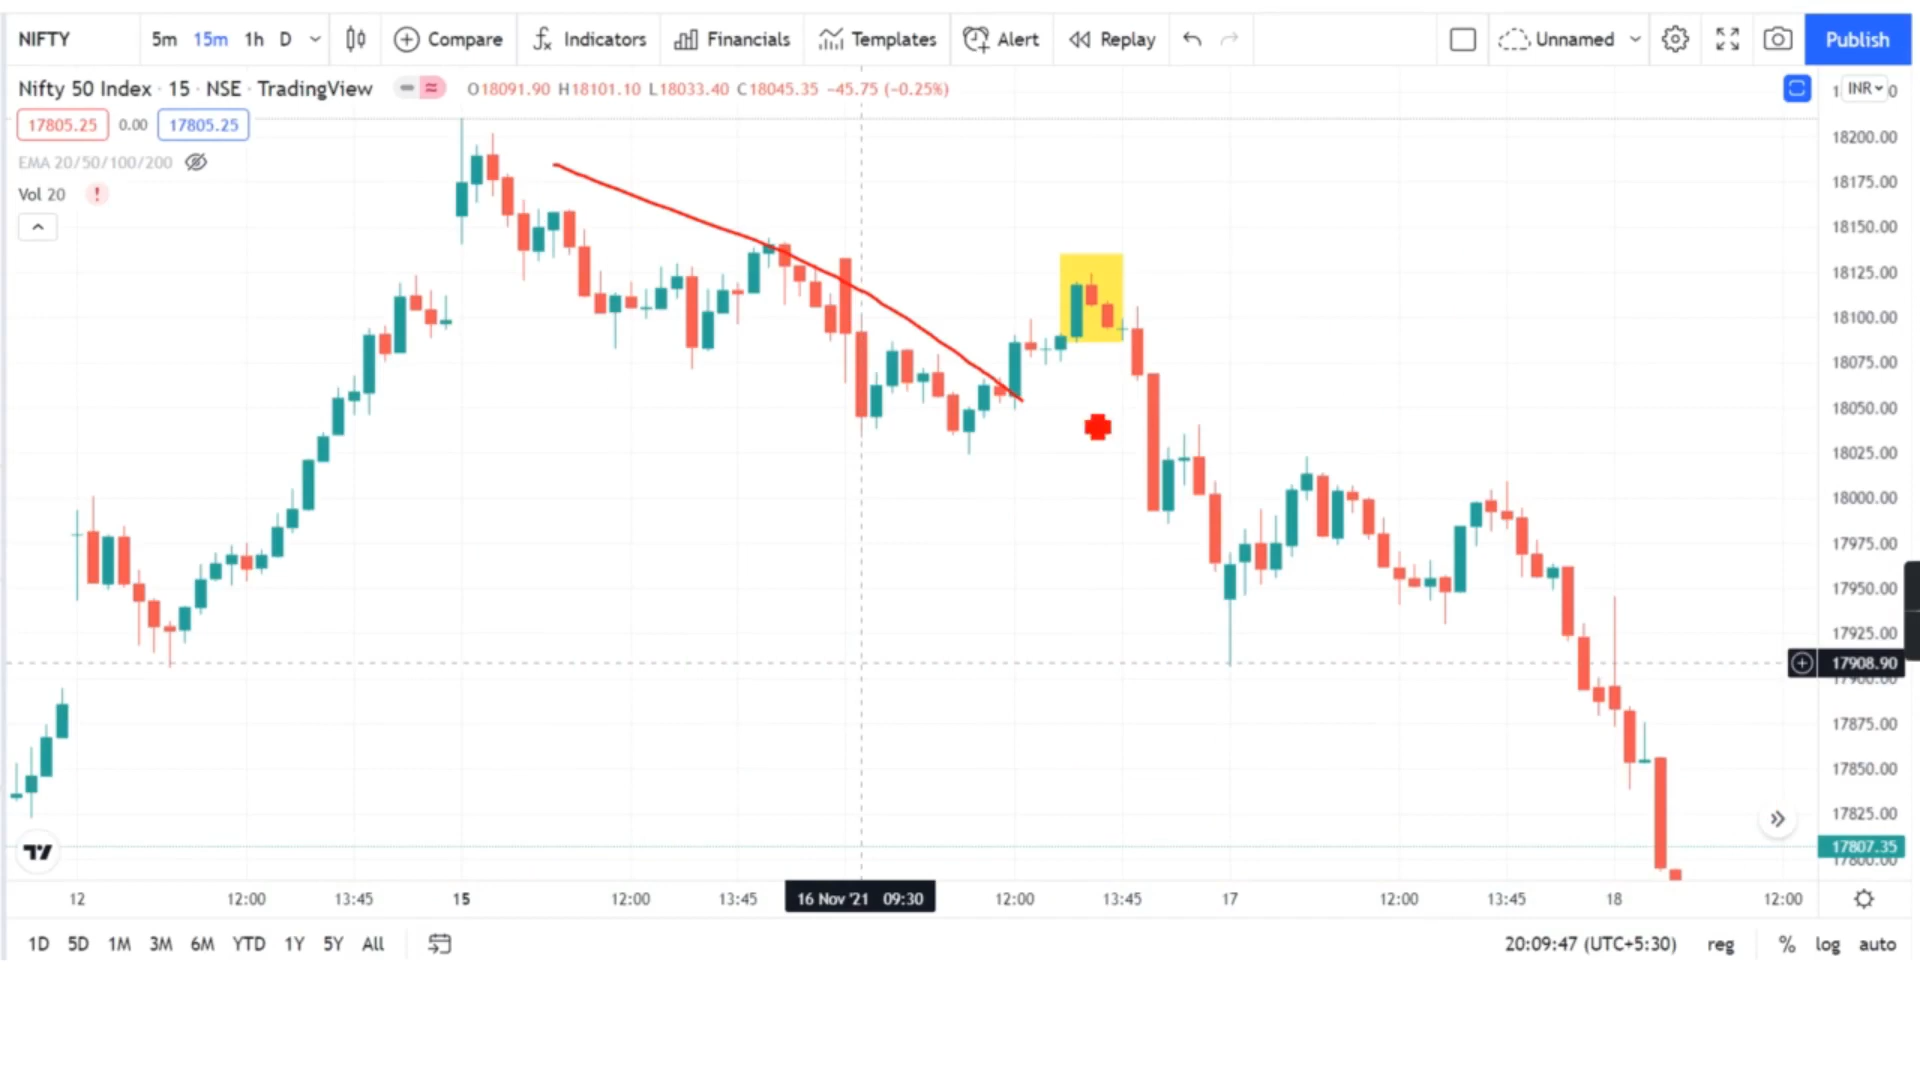 NIFTY 5m 15m 1h D Compare Indicators Financials Templates Alert Replay Unnamed Publish
Nifty 50 Index · 15 · NSE · TradingView O18091.90 H18101.10 L18033.40 C18045.35 −45.75 (−0.25%) INR
17805.25 0.00 17805.25
EMA 20/50/100/200
Vol 20 !
18200.00
18175.00
18150.00
18125.00
18100.00
18075.00
18050.00
18025.00
18000.00
17975.00
17950.00
17925.00
17908.90
17900.00
17875.00
17850.00
17825.00
17807.35
17800.00
12 12:00 13:45 15 12:00 13:45 16 Nov '21 09:30 12:00 13:45 17 12:00 13:45 18 12:00
1D 5D 1M 3M 6M YTD 1Y 5Y All 20:09:47 (UTC+5:30) reg % log auto